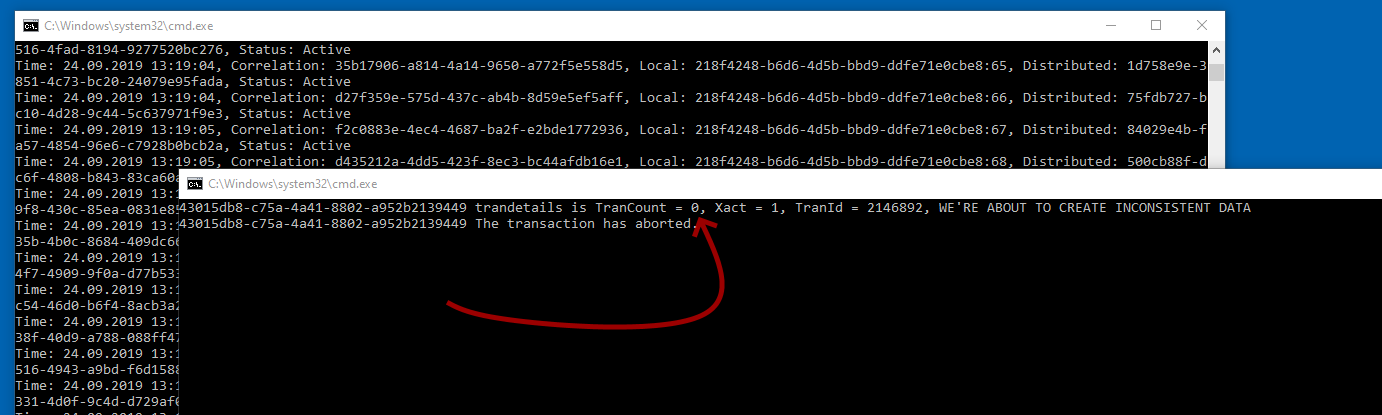 C:\Windows\system32\cmd.exe
516-4fad-8194-9277520bc276, Status: Active
Time: 24.09.2019 13:19:04, Correlation: 35b17906-a814-4a14-9650-a772f5e558d5, Local: 218f4248-b6d6-4d5b-bbd9-ddfe71e0cbe8:65, Distributed: 1d758e9e-3
851-4c73-bc20-24079e95fada, Status: Active
Time: 24.09.2019 13:19:04, Correlation: d27f359e-575d-437c-ab4b-8d59e5ef5aff, Local: 218f4248-b6d6-4d5b-bbd9-ddfe71e0cbe8:66, Distributed: 75fdb727-b
c10-4d28-9c44-5c637971f9e3, Status: Active
Time: 24.09.2019 13:19:05, Correlation: f2c0883e-4ec4-4687-ba2f-e2bde1772936, Local: 218f4248-b6d6-4d5b-bbd9-ddfe71e0cbe8:67, Distributed: 84029e4b-f
a57-4854-96e6-c7928b0bcb2a, Status: Active
Time: 24.09.2019 13:19:05, Correlation: d435212a-4dd5-423f-8ec3-bc44afdb16e1, Local: 218f4248-b6d6-4d5b-bbd9-ddfe71e0cbe8:68, Distributed: 500cb88f-d
c6f-4808-b843-83ca60a
Time: 24.09.2019 13:1
9f8-430c-85ea-0831e85
Time: 24.09.2019 13:1
35b-4b0c-8684-409dc66
Time: 24.09.2019 13:1
4f7-4909-9f0a-d77b533
Time: 24.09.2019 13:1
c54-46d0-b6f4-8acb3a2
Time: 24.09.2019 13:1
38f-40d9-a788-088ff47
Time: 24.09.2019 13:1
516-4943-a9bd-f6d1588
Time: 24.09.2019 13:1
331-4d0f-9c4d-d729af6
C:\Windows\system32\cmd.exe
43015db8-c75a-4a41-8802-a952b2139449 trandetails is TranCount = 0, Xact = 1, TranId = 2146892, WE'RE ABOUT TO CREATE INCONSISTENT DATA
43015db8-c75a-4a41-8802-a952b2139449 The transaction has aborted.